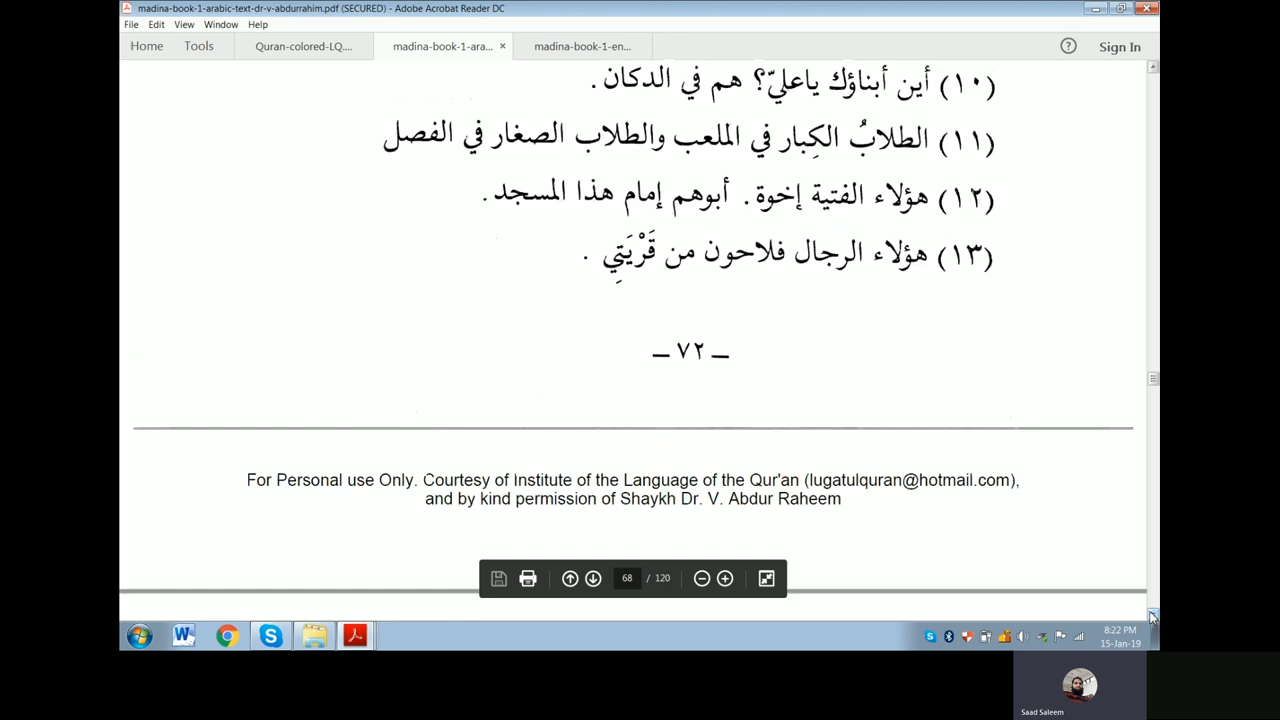 madina-book-1-arabic-text-dr-v-abdurrahim.pdf (SECURED) - Adobe Acrobat Reader DC
File Edit View Window Help
Home Tools Quran-colored-LQ.... madina-book-1-ara... × madina-book-1-en... ? Sign In
(١٠) أين أبناؤك ياعليّ؟ هم في الدكان .
(١١) الطلابُ الكِبار في الملعب والطلاب الصغار في الفصل
(١٢) هؤلاء الفتية إخوة . أبوهم إمام هذا المسجد .
(١٣) هؤلاء الرجال فلاحون من قَرْيَتِي .
– ٧٢ –
For Personal use Only. Courtesy of Institute of the Language of the Qur'an (lugatulquran@hotmail.com),
and by kind permission of Shaykh Dr. V. Abdur Raheem
68 / 120
8:22 PM
15-Jan-19
Saad Saleem